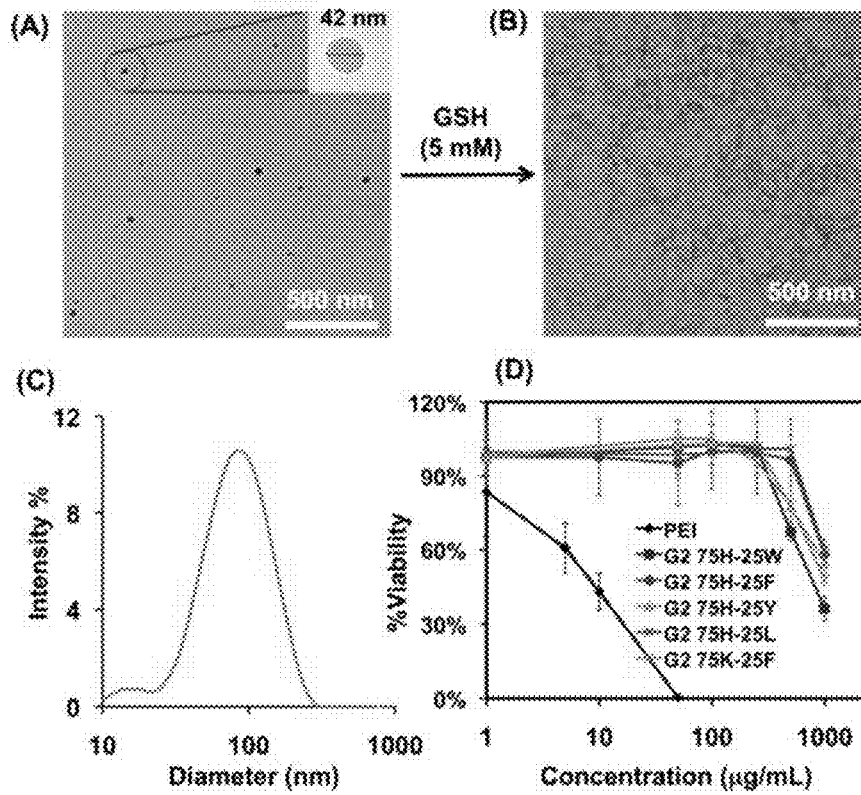 (A)
42 nm
500 nm
GSH
(5 mM)
(B)
500 nm
(C)
12
8
4
0
Intensity %
10
100
1000
Diameter (nm)
(D)
120%
90%
60%
30%
0%
%Viability
PEI
G2 75H-25W
G2 75H-25F
G2 75H-25Y
G2 75H-25L
G2 75K-25F
1
10
100
1000
Concentration (μg/mL)